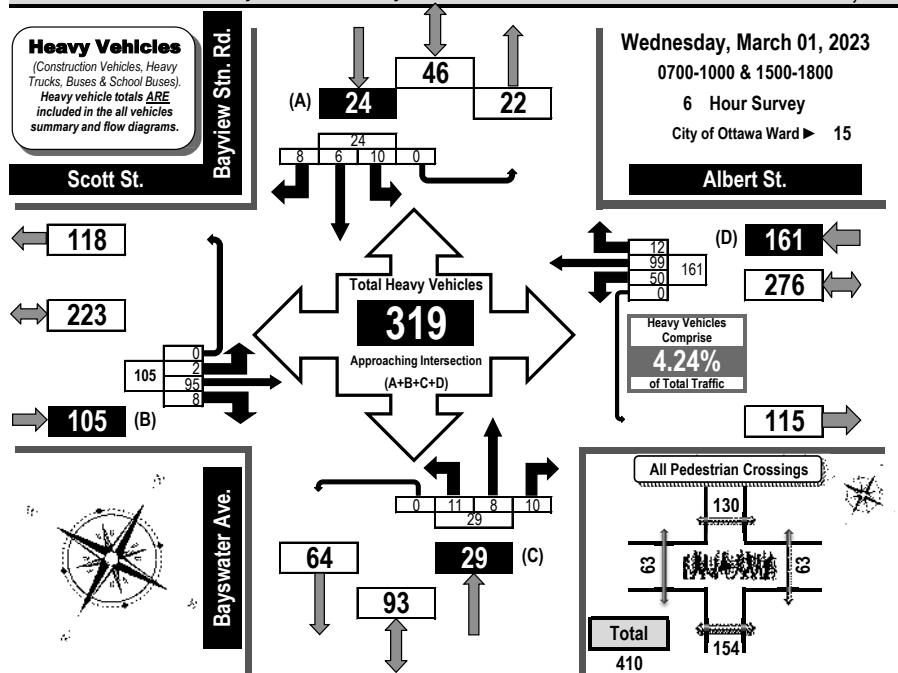 Heavy Vehicles
(Construction Vehicles, Heavy
Trucks, Buses & School Buses).
Heavy vehicle totals ARE
included in the all vehicles
summary and flow diagrams.
Bayview Stn. Rd.
Scott St.
46
(A) 24
22
24
8 6 10 0
Wednesday, March 01, 2023
0700-1000 & 1500-1800
6 Hour Survey
City of Ottawa Ward ► 15
Albert St.
118
223
0
2
95
8
105
105 (B)
Total Heavy Vehicles
319
Approaching Intersection
(A+B+C+D)
12
99
50
0
161
(D) 161
276
Heavy Vehicles
Comprise
4.24%
of Total Traffic
115
Bayswater Ave.
0 11 8 10
29
64
29 (C)
93
All Pedestrian Crossings
130
63
63
154
Total
410